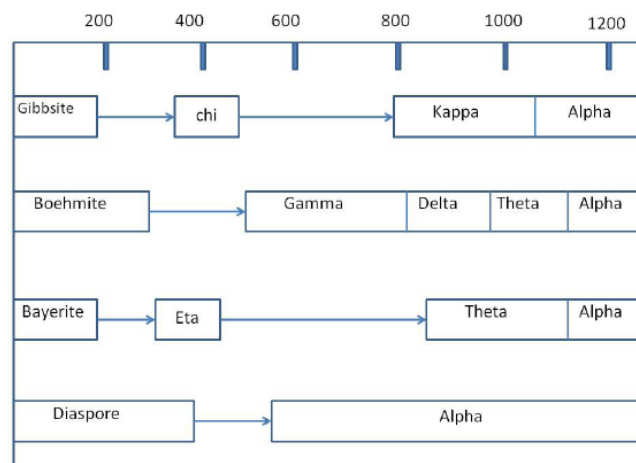 200 400 600 800 1000 1200
Gibbsite chi Kappa Alpha
Boehmite Gamma Delta Theta Alpha
Bayerite Eta Theta Alpha
Diaspore Alpha